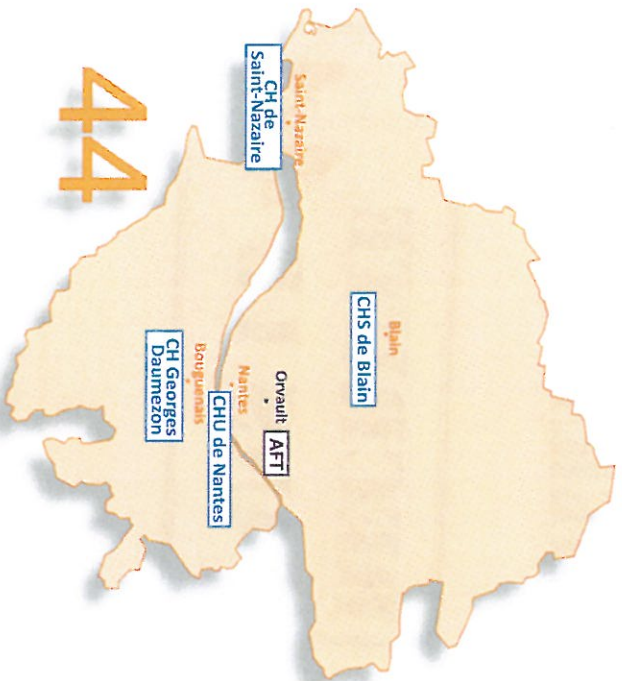 Blain
CHS de Blain
Orvault
AFT
Saint-Nazaire
CH de
Saint-Nazaire
Nantes
CHU de Nantes
Bouguenais
CH Georges
Daumezon
44